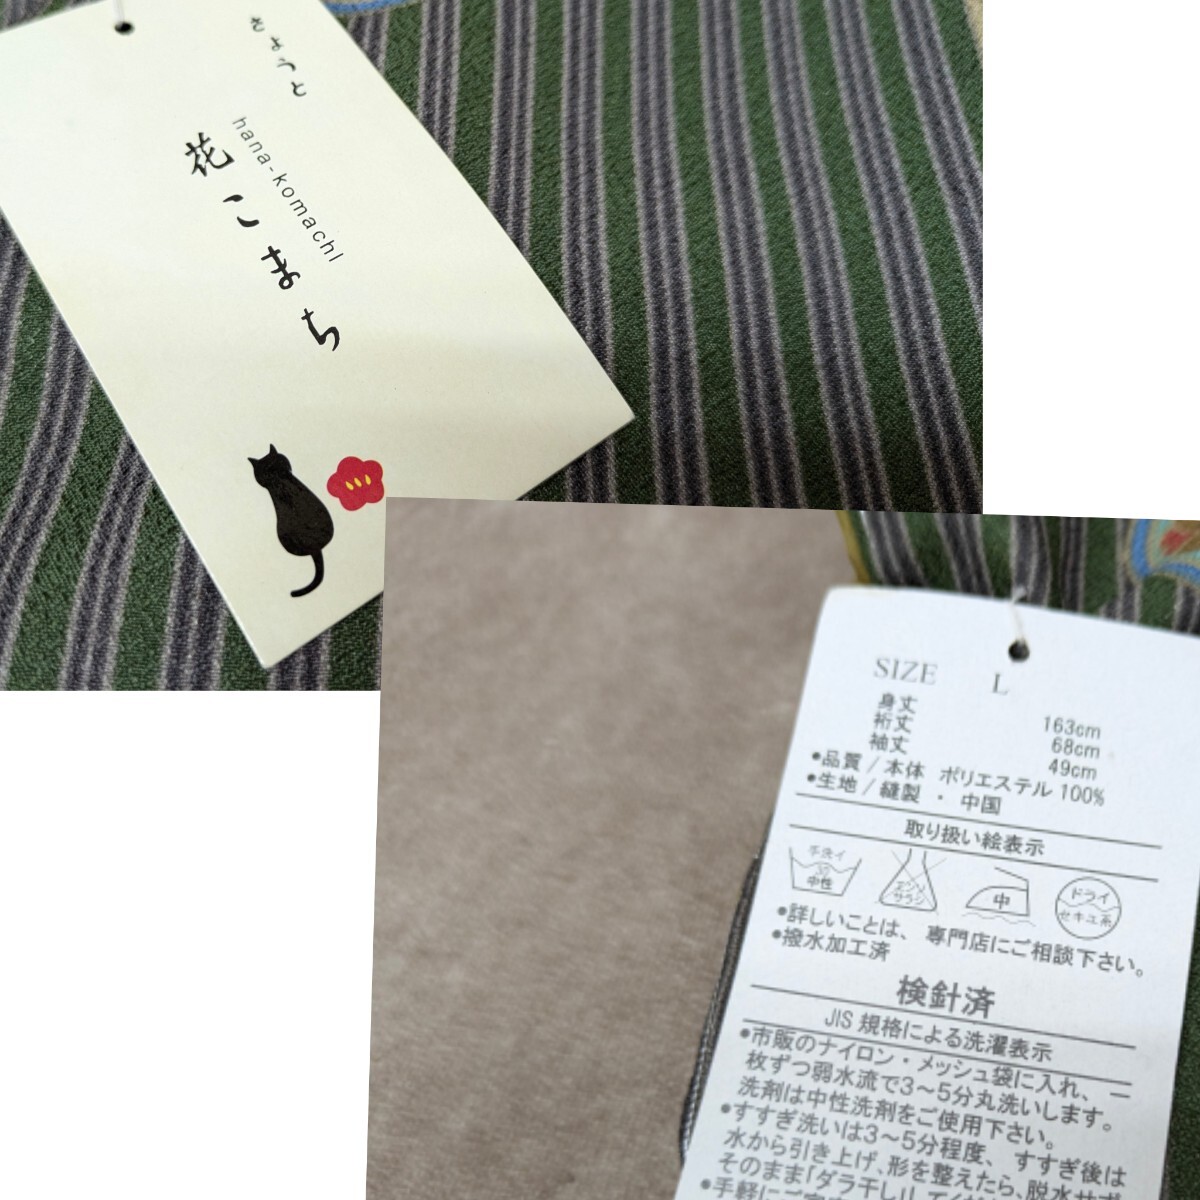 きょうと
hana-komachi
花こまち
SIZE L
身丈 163cm
裄丈 68cm
袖丈 49cm
●品質/本体 ポリエステル 100%
●生地/縫製 ・ 中国
取り扱い絵表示
手洗イ
30
中性
エンソ
サラシ
中
ドライ
セキユ系
●詳しいことは、専門店にご相談下さい。
●撥水加工済
検針済
JIS 規格による洗濯表示
●市販のナイロン・メッシュ袋に入れ、一
枚ずつ弱水流で3〜5分丸洗いします。
洗剤は中性洗剤をご使用下さい。
●すすぎ洗いは3〜5分程度、すすぎ後は
水から引き上げ、形を整えたら、脱水せ
そのまま「ダラ干し」して
●手軽にご